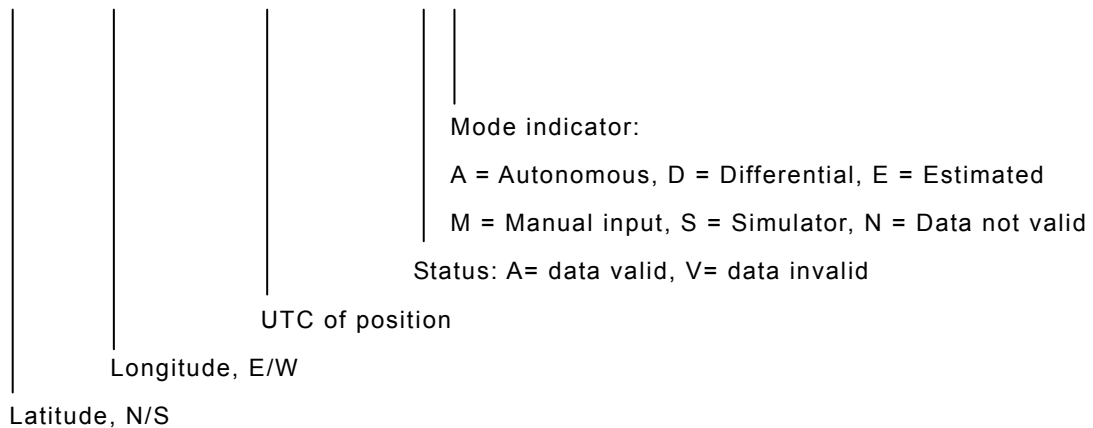 Mode indicator:
A = Autonomous, D = Differential, E = Estimated
M = Manual input, S = Simulator, N = Data not valid
Status: A= data valid, V= data invalid
UTC of position
Longitude, E/W
Latitude, N/S